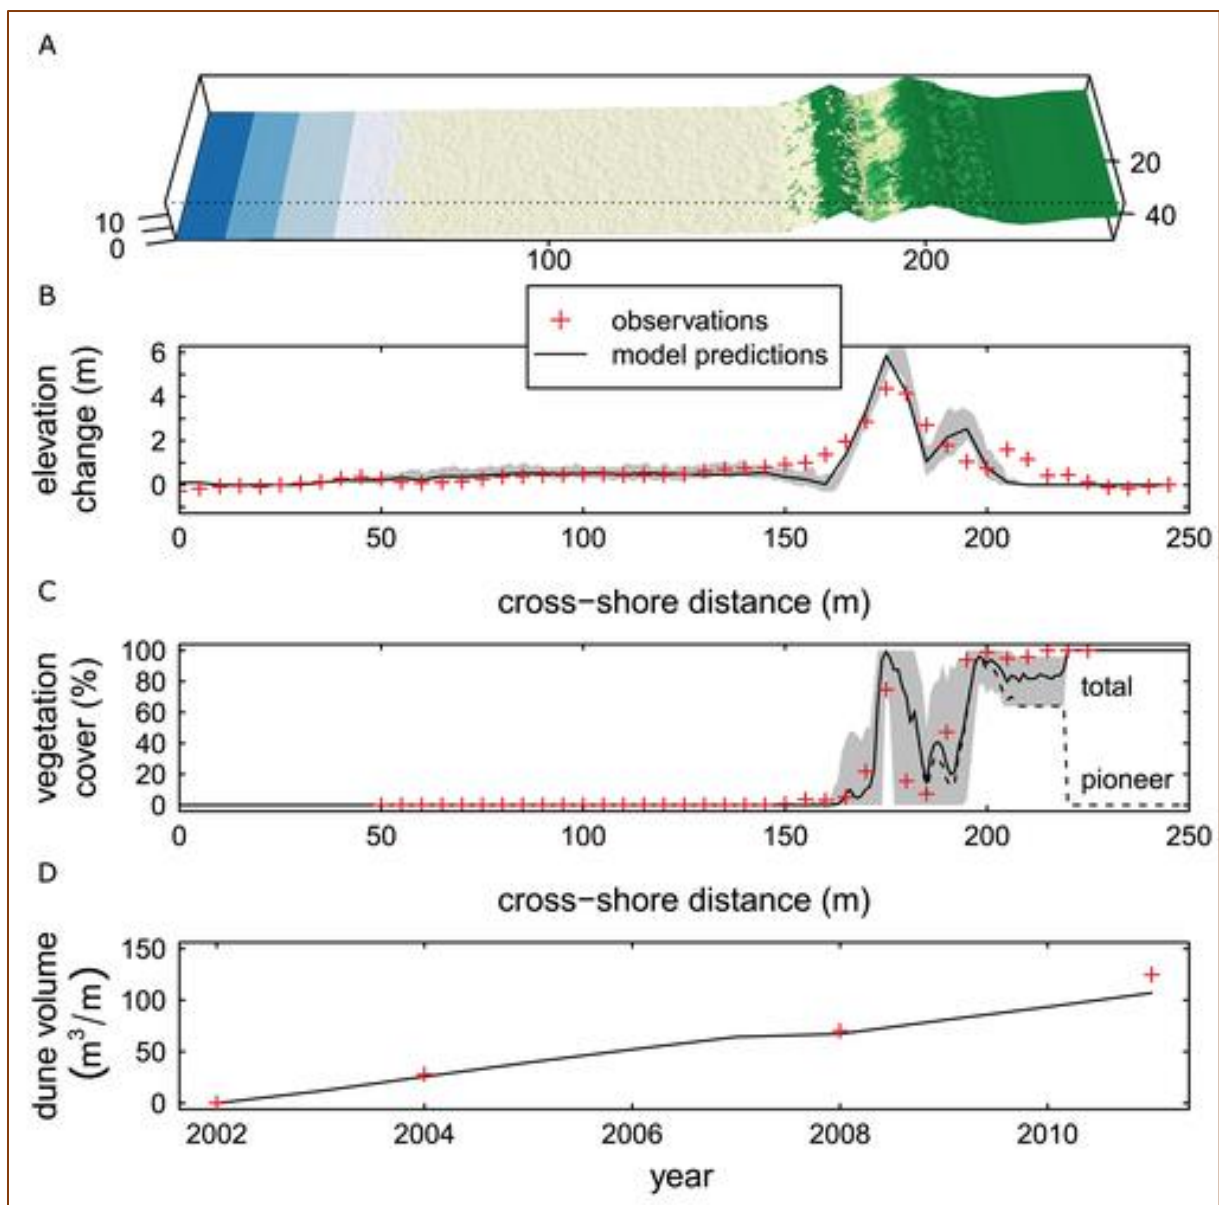 A
10
0
20
40
100
200
B
observations
model predictions
elevation
change (m)
6
4
2
0
0 50 100 150 200 250
cross−shore distance (m)
C
vegetation
cover (%)
100
80
60
40
20
0
total
pioneer
0 50 100 150 200 250
cross−shore distance (m)
D
dune volume
(m³/m)
150
100
50
0
2002 2004 2006 2008 2010
year